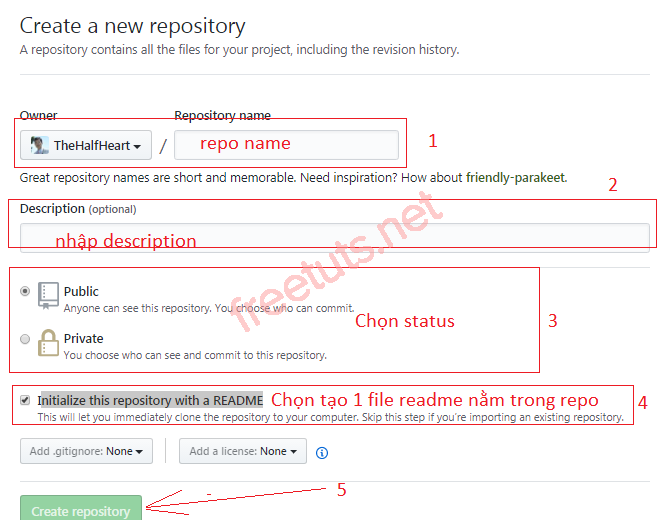 Create a new repository
A repository contains all the files for your project, including the revision history.
Owner Repository name
TheHalfHeart / repo name 1
Great repository names are short and memorable. Need inspiration? How about friendly-parakeet.
2
Description (optional)
nhập description
freetuts.net
Public
Anyone can see this repository. You choose who can commit.
Chọn status 3
Private
You choose who can see and commit to this repository.
Initialize this repository with a README Chọn tạo 1 file readme nằm trong repo 4
This will let you immediately clone the repository to your computer. Skip this step if you're importing an existing repository.
Add .gitignore: None Add a license: None
5
Create repository